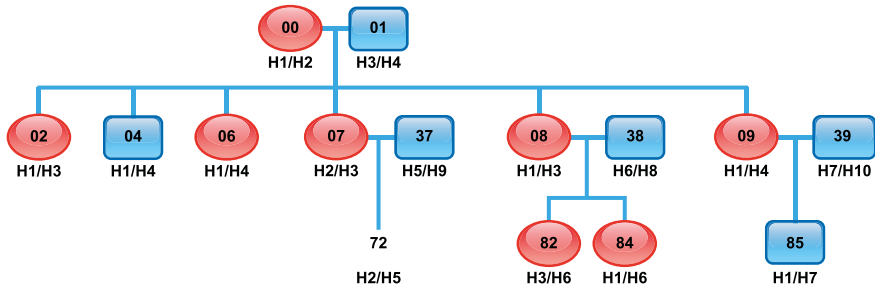 00 01
H1/H2 H3/H4
02 04 06 07 37 08 38 09 39
H1/H3 H1/H4 H1/H4 H2/H3 H5/H9 H1/H3 H6/H8 H1/H4 H7/H10
72 82 84 85
H2/H5 H3/H6 H1/H6 H1/H7